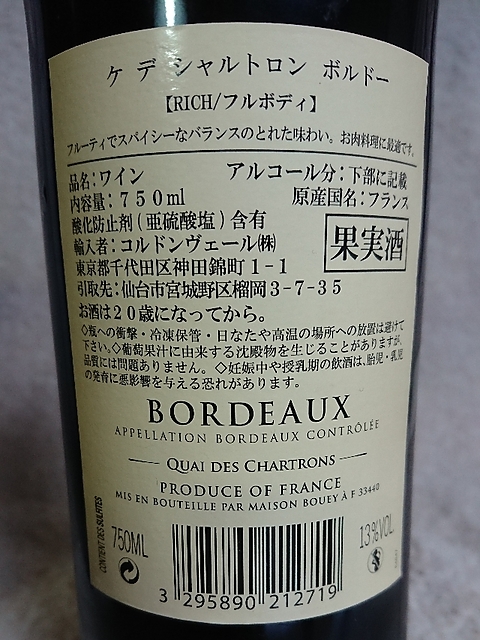 ケ デ シャルトロン ボルドー
【RICH/フルボディ】
フルーティでスパイシーなバランスのとれた味わい。お肉料理に最適です。
品名：ワイン アルコール分：下部に記載
内容量：750ml 原産国名：フランス
酸化防止剤(亜硫酸塩)含有
輸入者：コルドンヴェール㈱
果実酒
東京都千代田区神田錦町1-1
引取先：仙台市宮城野区榴岡3-7-35
お酒は20歳になってから。
◇瓶への衝撃・冷凍保管・日なたや高温の場所への放置は避けて
下さい。◇葡萄果汁に由来する沈殿物を生じることがありますが、
品質には問題ありません。◇妊娠中や授乳期の飲酒は、胎児・乳児
の発育に悪影響を与える恐れがあります。
BORDEAUX
APPELLATION BORDEAUX CONTRÔLÉE
QUAI DES CHARTRONS
PRODUCE OF FRANCE
MIS EN BOUTEILLE PAR MAISON BOUEY À F 33440
CONTIENT DES SULFITES
750ML
13%VOL.
3 295890 212719